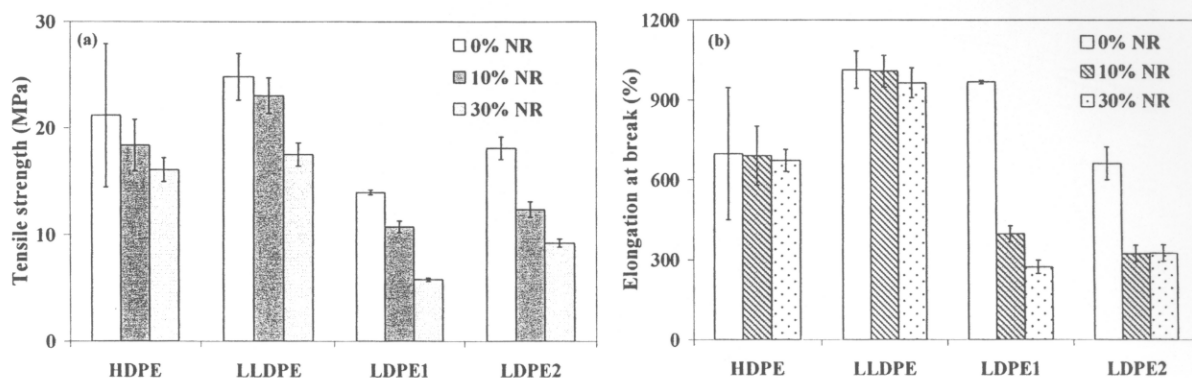 (a)
Tensile strength (MPa)
30
20
10
0
0% NR
10% NR
30% NR
HDPE LLDPE LDPE1 LDPE2
(b)
Elongation at break (%)
1200
900
600
300
0
0% NR
10% NR
30% NR
HDPE LLDPE LDPE1 LDPE2